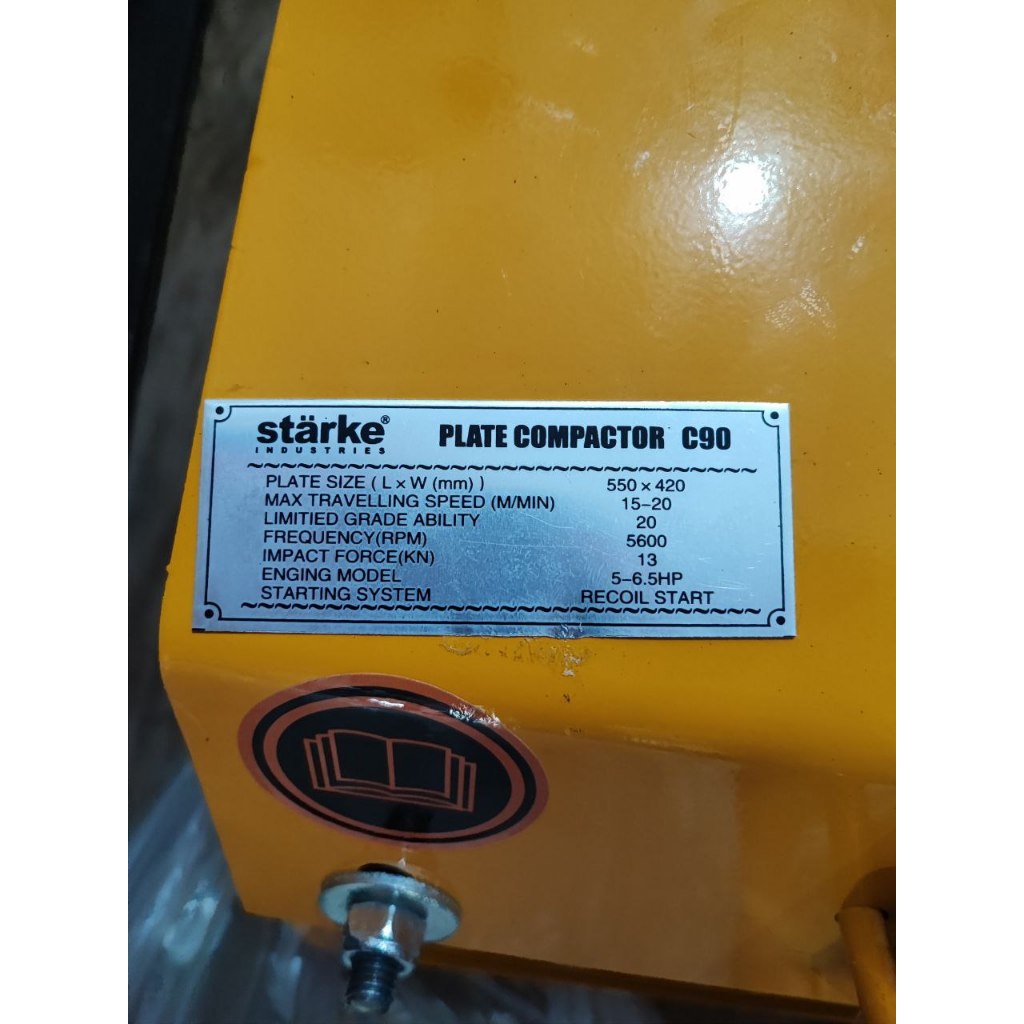 stärke®
INDUSTRIES
PLATE COMPACTOR C90
PLATE SIZE ( L × W (mm) ) 550 × 420
MAX TRAVELLING SPEED (M/MIN) 15-20
LIMITIED GRADE ABILITY 20
FREQUENCY(RPM) 5600
IMPACT FORCE(KN) 13
ENGING MODEL 5-6.5HP
STARTING SYSTEM RECOIL START